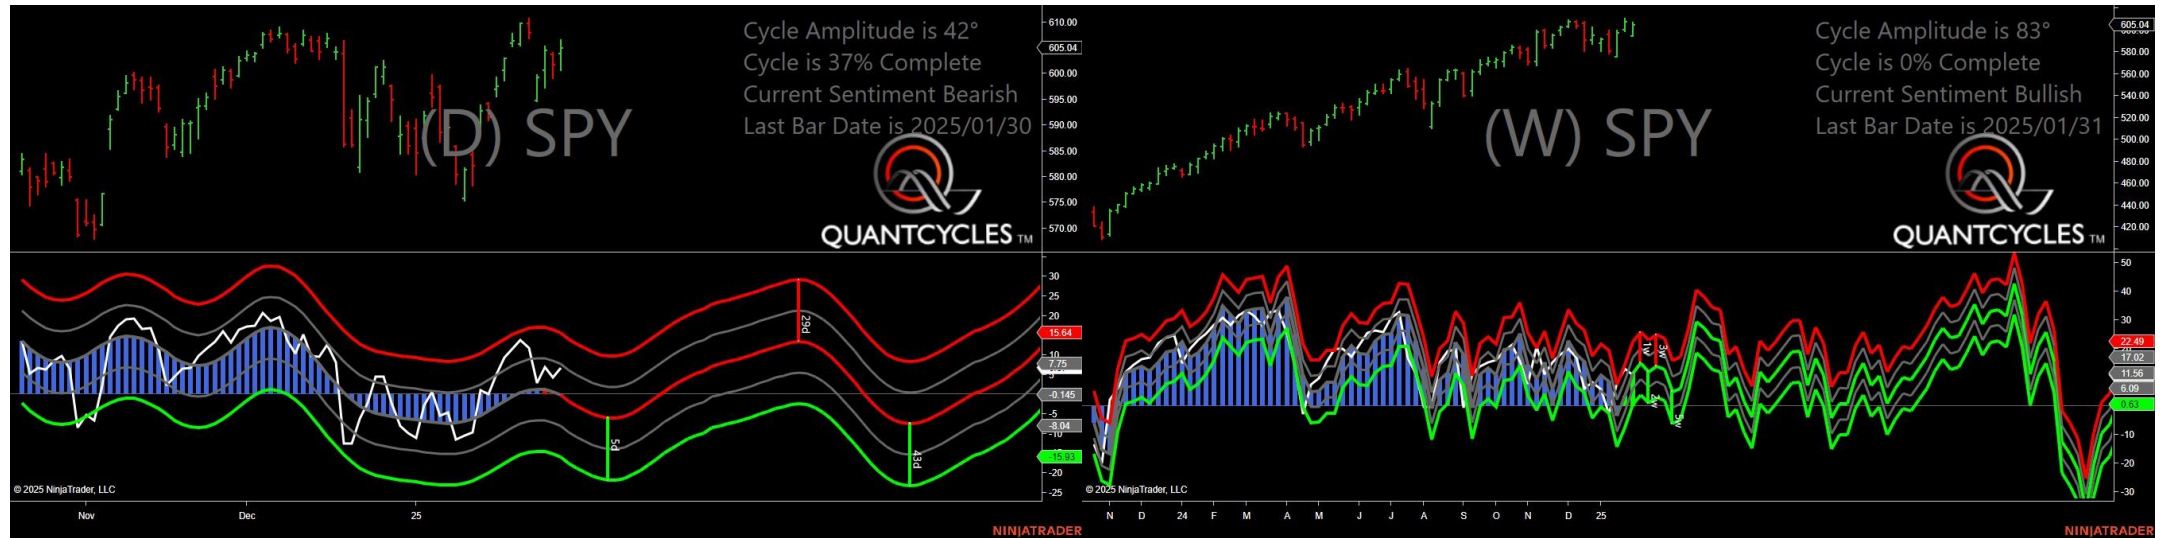 Cycle Amplitude is 42°
Cycle is 37% Complete
Current Sentiment Bearish
Last Bar Date is 2025/01/30
(D) SPY
QUANTCYCLES TM
610.00
605.04
600.00
595.00
590.00
585.00
580.00
575.00
570.00
30
25
20
15.64
10
7.75
5
-0.145
-5
-8.04
-10
-15.93
-20
-25
5d
29d
43d
© 2025 NinjaTrader, LLC
Nov Dec 25
NINJATRADER
Cycle Amplitude is 83°
Cycle is 0% Complete
Current Sentiment Bullish
Last Bar Date is 2025/01/31
(W) SPY
QUANTCYCLES TM
605.04
580.00
560.00
540.00
520.00
500.00
480.00
460.00
440.00
420.00
50
40
30
22.49
17.02
11.56
6.09
0.63
-10
-20
-30
1w
3w
5w
© 2025 NinjaTrader, LLC
N D 24 F M A M J J A S O N D 25
NINJATRADER